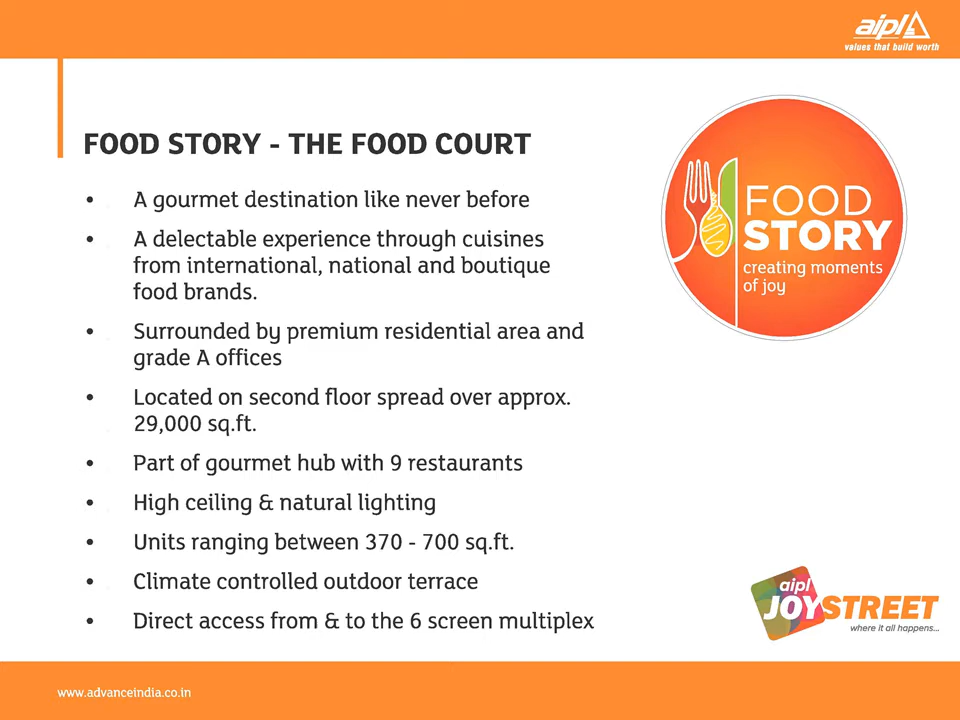 aipl
values that build worth
FOOD STORY - THE FOOD COURT
• A gourmet destination like never before
• A delectable experience through cuisines
from international, national and boutique
food brands.
• Surrounded by premium residential area and
grade A offices
• Located on second floor spread over approx.
29,000 sq.ft.
• Part of gourmet hub with 9 restaurants
• High ceiling & natural lighting
• Units ranging between 370 - 700 sq.ft.
• Climate controlled outdoor terrace
• Direct access from & to the 6 screen multiplex
FOOD
STORY
creating moments
of joy
aipl
JOYSTREET
where it all happens...
www.advanceindia.co.in